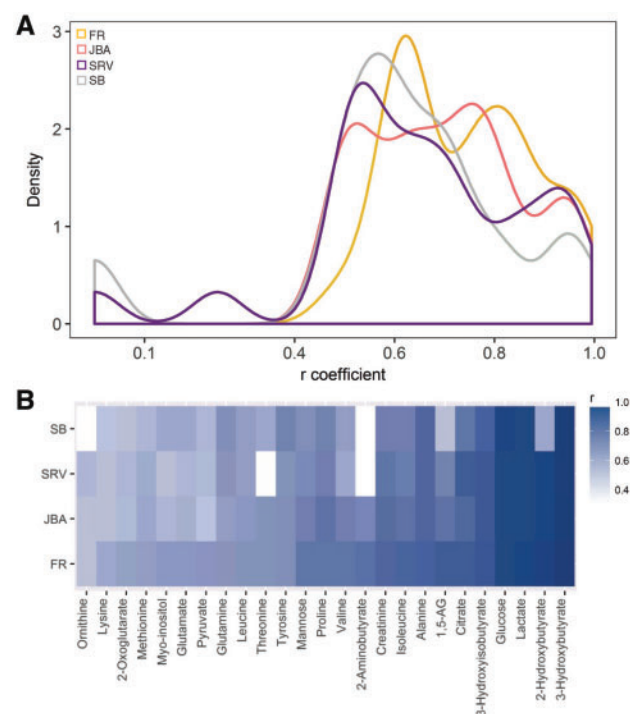 A
FR
JBA
SRV
SB
3
2
1
0
Density
0.1 0.4 0.6 0.8 1.0
r coefficient
B
SB
SRV
JBA
FR
r
1.0
0.8
0.6
0.4
Ornithine
Lysine
2-Oxoglutarate
Methionine
Myo-inositol
Glutamate
Pyruvate
Glutamine
Leucine
Threonine
Tyrosine
Mannose
Proline
Valine
2-Aminobutyrate
Creatinine
Isoleucine
Alanine
1,5-AG
Citrate
3-Hydroxyisobutyrate
Glucose
Lactate
2-Hydroxybutyrate
3-Hydroxybutyrate